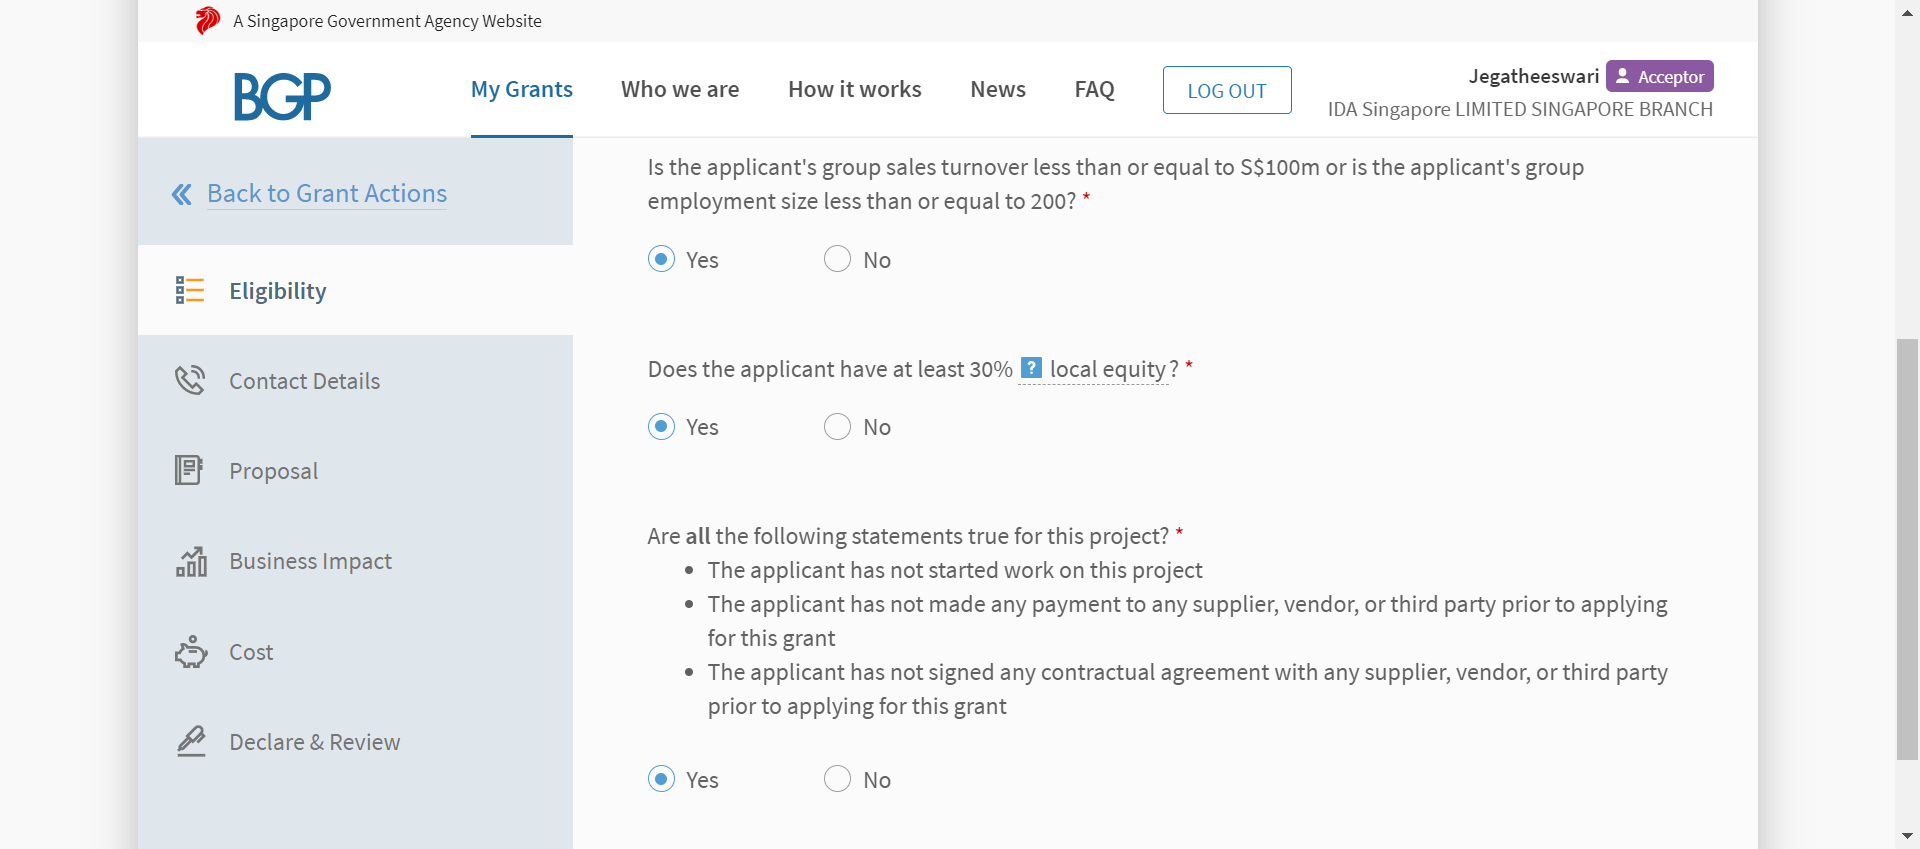 A Singapore Government Agency Website
BGP
My Grants
Who we are
How it works
News
FAQ
LOG OUT
Jegatheeswari
Acceptor
IDA Singapore LIMITED SINGAPORE BRANCH
Back to Grant Actions
Eligibility
Contact Details
Proposal
Business Impact
Cost
Declare & Review
Is the applicant's group sales turnover less than or equal to S$100m or is the applicant's group
employment size less than or equal to 200? *
Yes
No
Does the applicant have at least 30% ? local equity? *
Yes
No
Are all the following statements true for this project? *
• The applicant has not started work on this project
• The applicant has not made any payment to any supplier, vendor, or third party prior to applying
for this grant
• The applicant has not signed any contractual agreement with any supplier, vendor, or third party
prior to applying for this grant
Yes
No